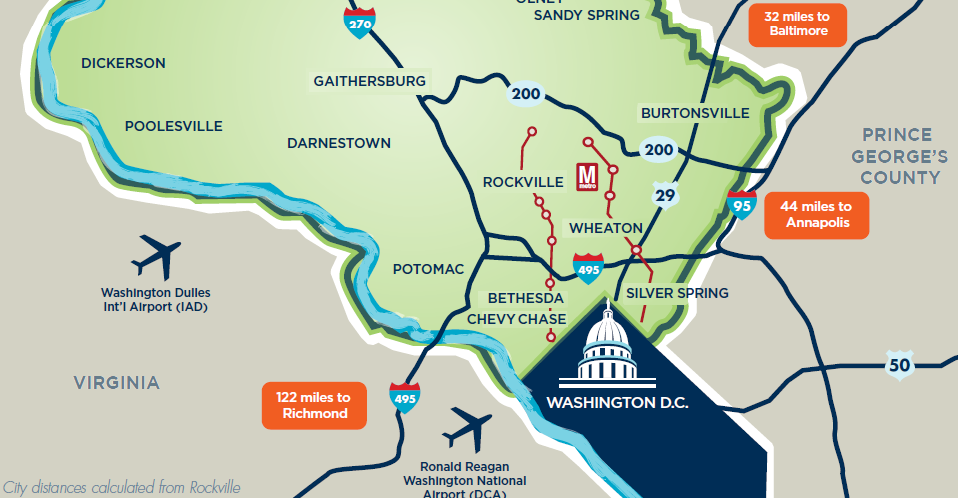 OLNEY
SANDY SPRING
32 miles to
Baltimore
270
DICKERSON
GAITHERSBURG
200
BURTONSVILLE
POOLESVILLE
DARNESTOWN
200
PRINCE
GEORGE'S
COUNTY
ROCKVILLE
M
metro
29
95
44 miles to
Annapolis
WHEATON
POTOMAC
495
Washington Dulles
Int'l Airport (IAD)
BETHESDA
SILVER SPRING
CHEVY CHASE
VIRGINIA
50
122 miles to
Richmond
495
WASHINGTON D.C.
Ronald Reagan
Washington National
Airport (DCA)
City distances calculated from Rockville